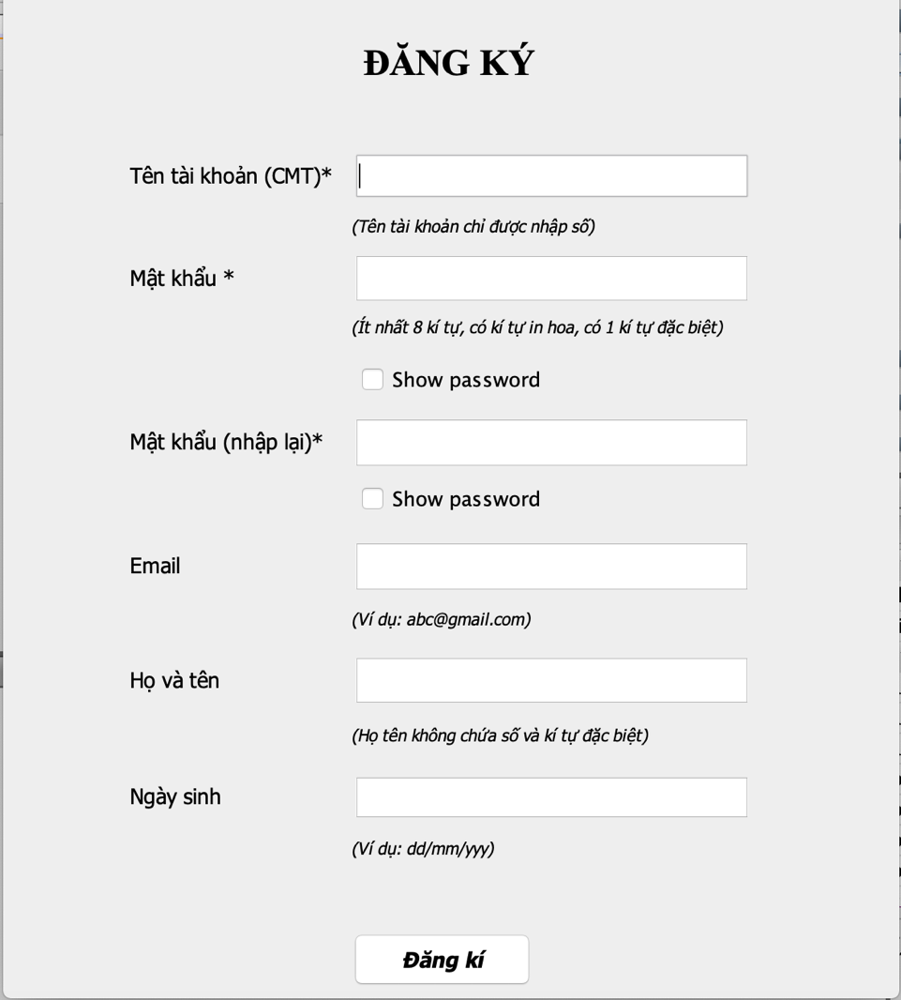 ĐĂNG KÝ
Tên tài khoản (CMT)*
(Tên tài khoản chỉ được nhập số)
Mật khẩu *
(Ít nhất 8 kí tự, có kí tự in hoa, có 1 kí tự đặc biệt)
Show password
Mật khẩu (nhập lại)*
Show password
Email
(Ví dụ: abc@gmail.com)
Họ và tên
(Họ tên không chứa số và kí tự đặc biệt)
Ngày sinh
(Ví dụ: dd/mm/yyy)
Đăng kí